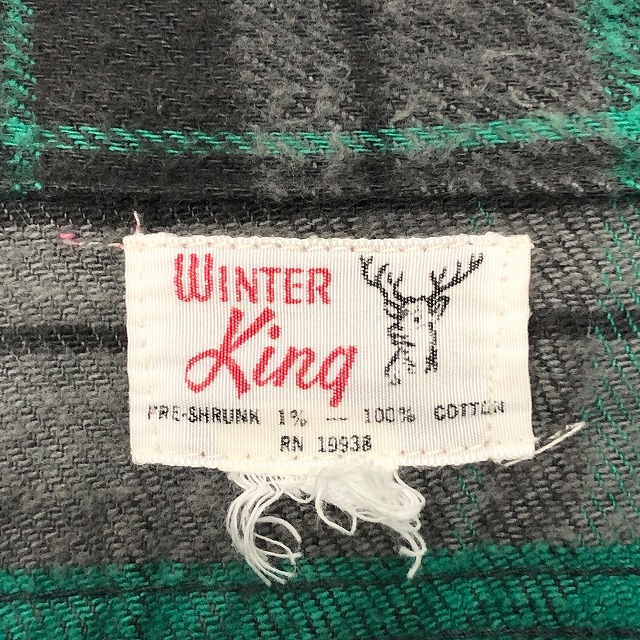 WINTER
King
PRE-SHRUNK 1% — 100% COTTON
RN 19938